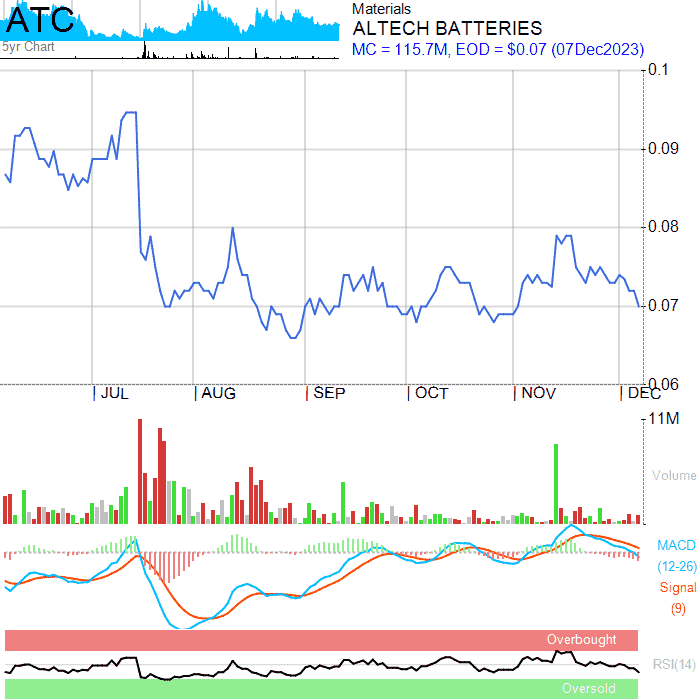 ATC
5yr Chart
Materials
ALTECH BATTERIES
MC = 115.7M, EOD = $0.07 (07Dec2023)
0.1
0.09
0.08
0.07
0.06
JUL AUG SEP OCT NOV DEC
11M
Volume
MACD
(12-26)
Signal
(9)
Overbought
RSI(14)
Oversold